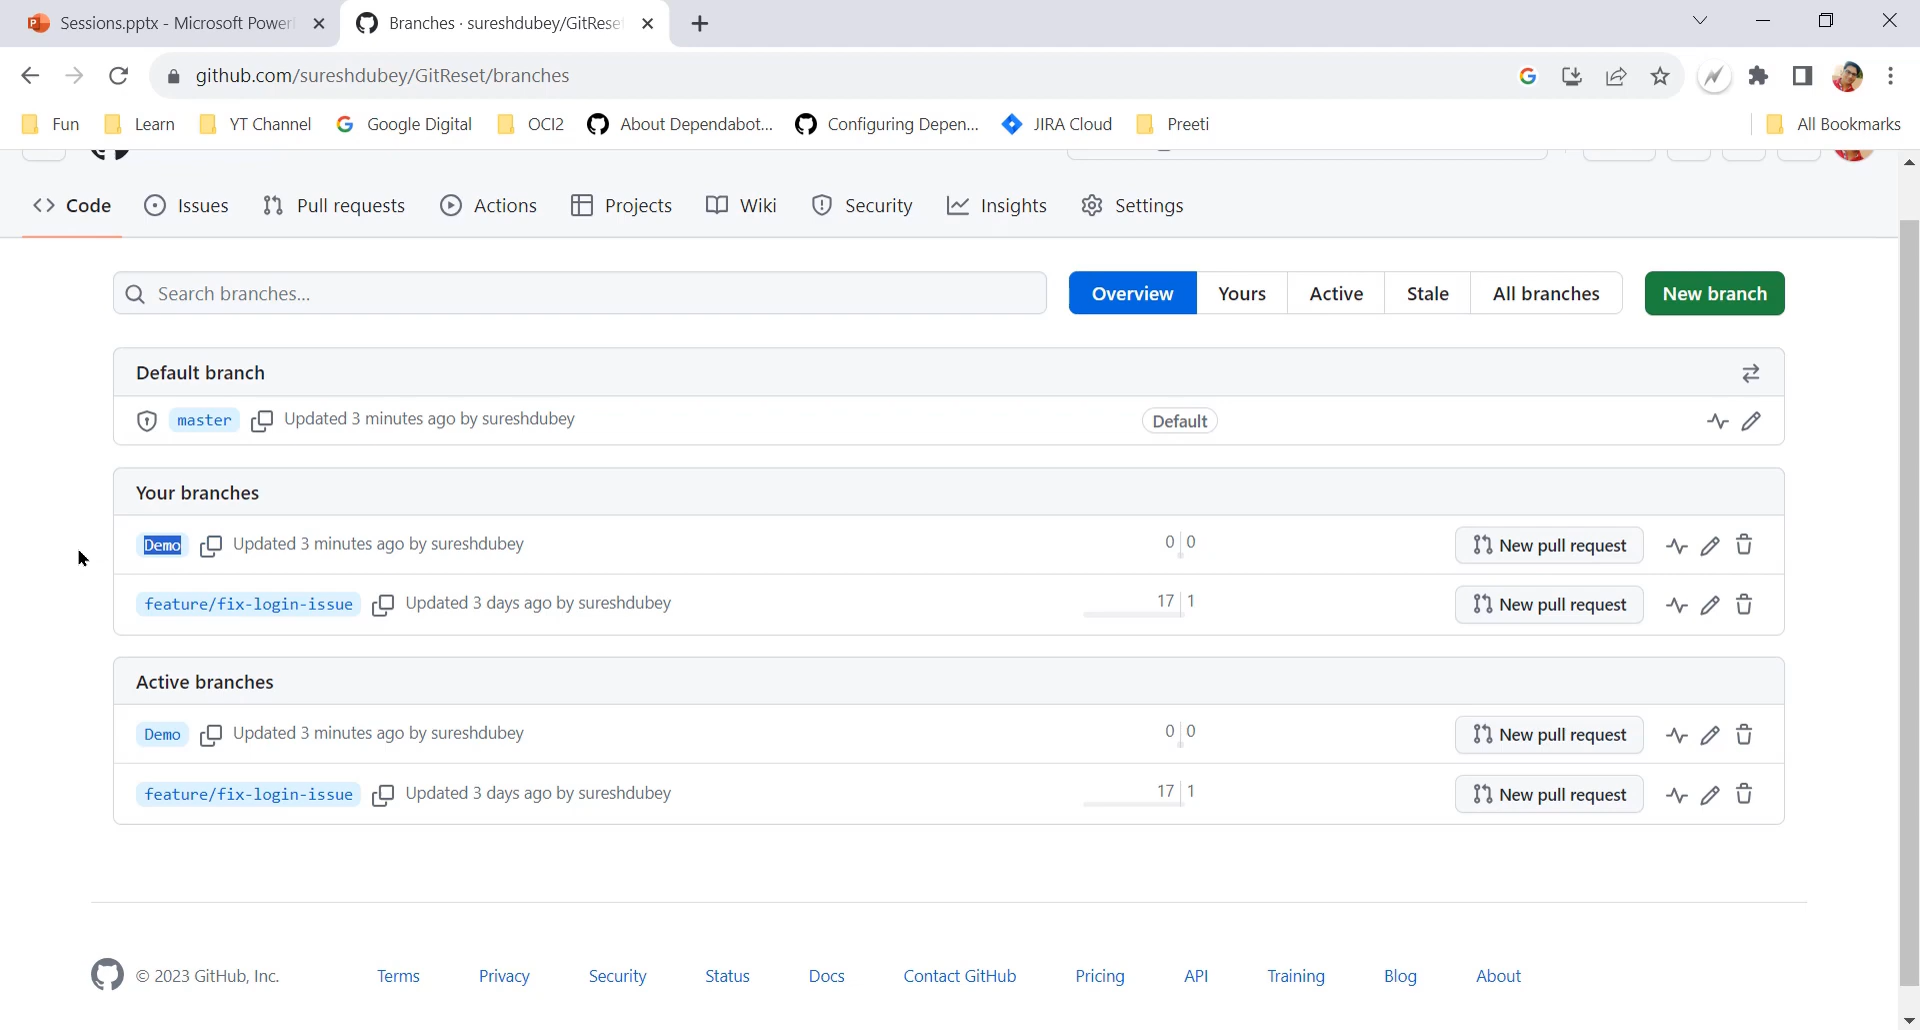 Sessions.pptx - Microsoft Power
Branches · sureshdubey/GitRese
github.com/sureshdubey/GitReset/branches
Fun
Learn
YT Channel
Google Digital
OCI2
About Dependabot...
Configuring Depen...
JIRA Cloud
Preeti
All Bookmarks
Code
Issues
Pull requests
Actions
Projects
Wiki
Security
Insights
Settings
Search branches...
Overview
Yours
Active
Stale
All branches
New branch
Default branch
master
Updated 3 minutes ago by sureshdubey
Default
Your branches
Demo
Updated 3 minutes ago by sureshdubey
0 | 0
New pull request
feature/fix-login-issue
Updated 3 days ago by sureshdubey
17 | 1
New pull request
Active branches
Demo
Updated 3 minutes ago by sureshdubey
0 | 0
New pull request
feature/fix-login-issue
Updated 3 days ago by sureshdubey
17 | 1
New pull request
© 2023 GitHub, Inc.
Terms
Privacy
Security
Status
Docs
Contact GitHub
Pricing
API
Training
Blog
About